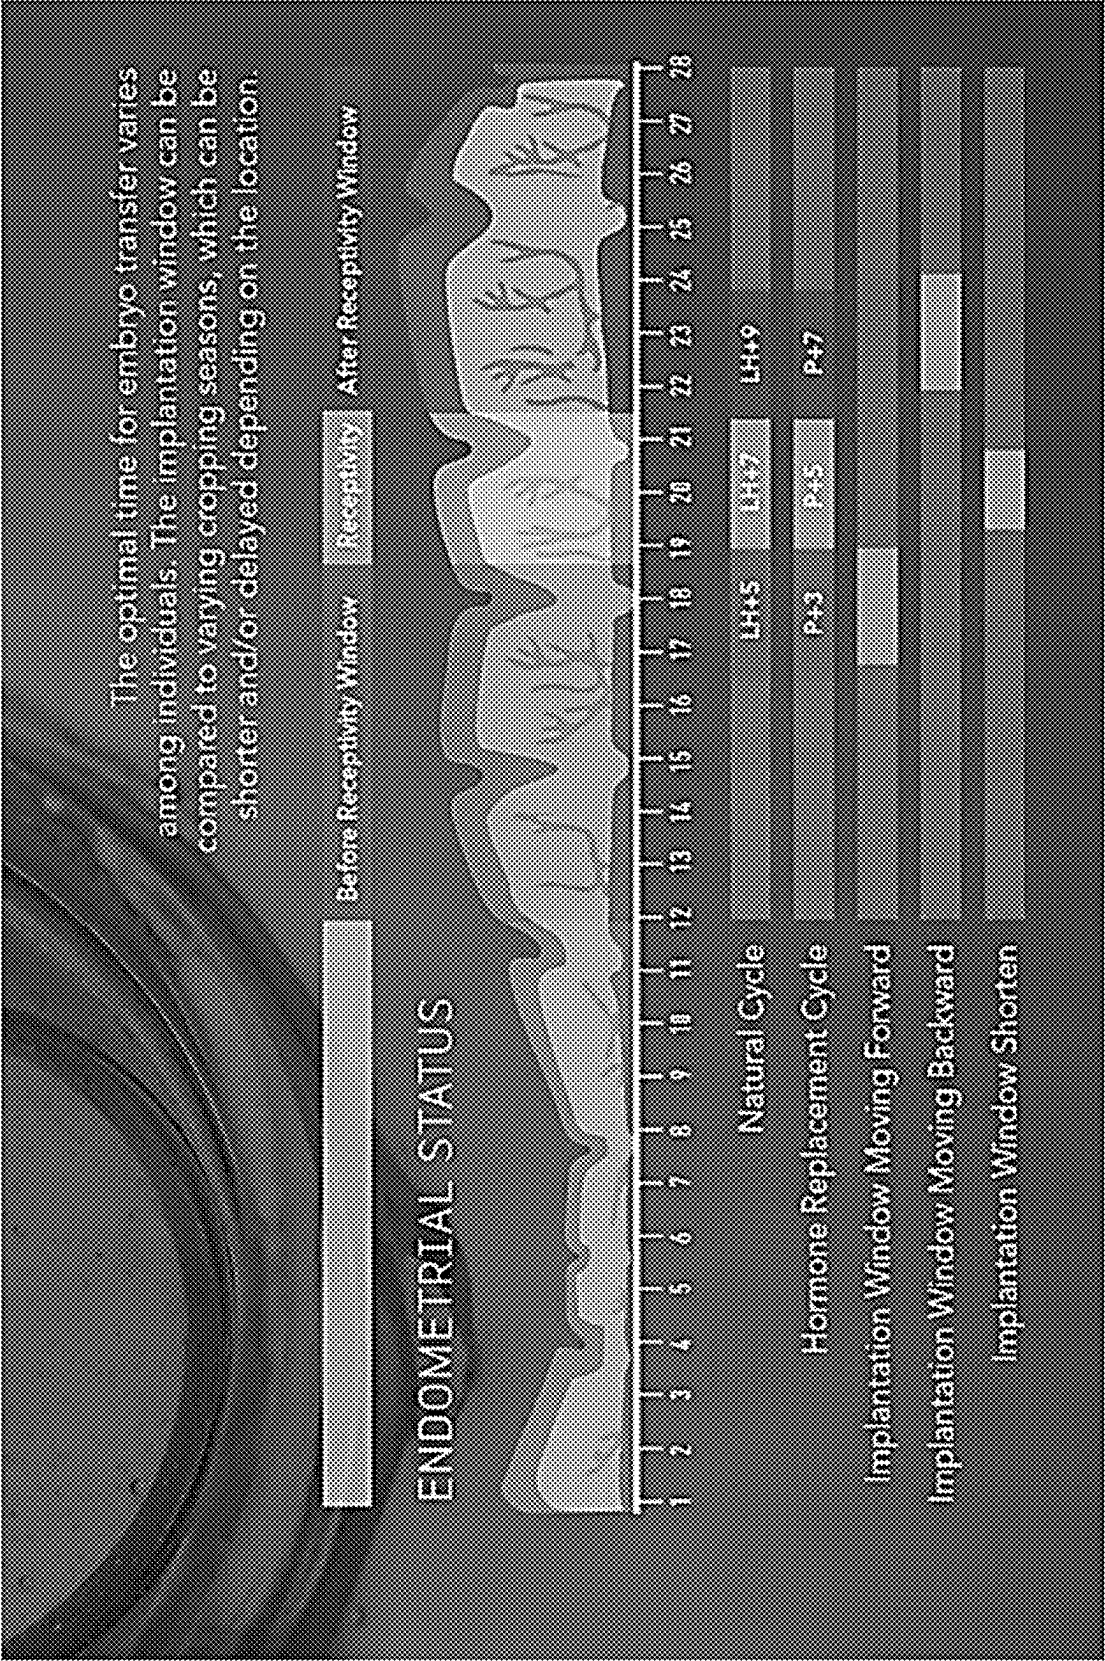 The optimal time for embryo transfer varies
among individuals. The implantation window can be
compared to varying cropping seasons, which can be
shorter and/or delayed depending on the location.
Before Receptivity Window
Receptivity
After Receptivity Window
ENDOMETRIAL STATUS
1 2 3 4 5 6 7 8 9 10 11 12 13 14 15 16 17 18 19 20 21 22 23 24 25 26 27 28
Natural Cycle LH+5 LH+7 LH+9
Hormone Replacement Cycle P+3 P+5 P+7
Implantation Window Moving Forward
Implantation Window Moving Backward
Implantation Window Shorten